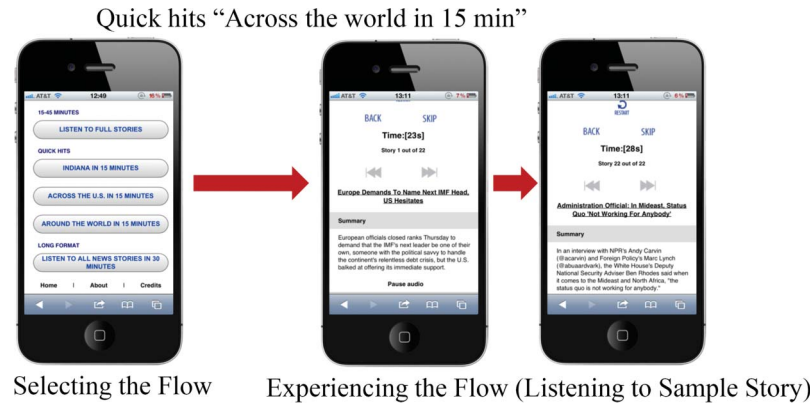 Quick hits “Across the world in 15 min”
AT&T 12:49
15-45 MINUTES
LISTEN TO FULL STORIES
QUICK HITS
INDIANA IN 15 MINUTES
ACROSS THE U.S. IN 15 MINUTES
AROUND THE WORLD IN 15 MINUTES
LONG FORMAT
LISTEN TO ALL NEWS STORIES IN 30
MINUTES
Home | About | Credits
AT&T 13:11 7%
BACK SKIP
Time:[23s]
Story 1 out of 22
Europe Demands To Name Next IMF Head,
US Hesitates
Summary
European officials closed ranks Thursday to
demand that the IMF's next leader be one of their
own, someone with the political savvy to handle
the continent's relentless debt crisis, but the U.S.
balked at offering its immediate support.
Pause audio
AT&T 13:11 6%
RESTART
BACK SKIP
Time:[28s]
Story 22 out of 22
Administration Official: In Mideast, Status
Quo 'Not Working For Anybody'
Summary
In an interview with NPR's Andy Carvin
(@acarvin) and Foreign Policy's Marc Lynch
(@abuaardvark), the White House's Deputy
National Security Adviser Ben Rhodes said when
it comes to the Mideast and North Africa, "the
status quo is not working for anybody."
Selecting the Flow
Experiencing the Flow (Listening to Sample Story)